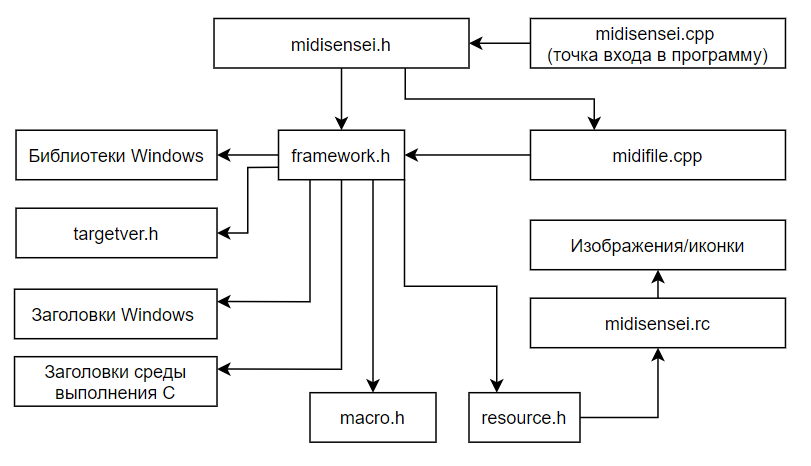 midisensei.h
midisensei.cpp
(точка входа в программу)
Библиотеки Windows
framework.h
midifile.cpp
targetver.h
Изображения/иконки
Заголовки Windows
midisensei.rc
Заголовки среды
выполнения C
macro.h
resource.h